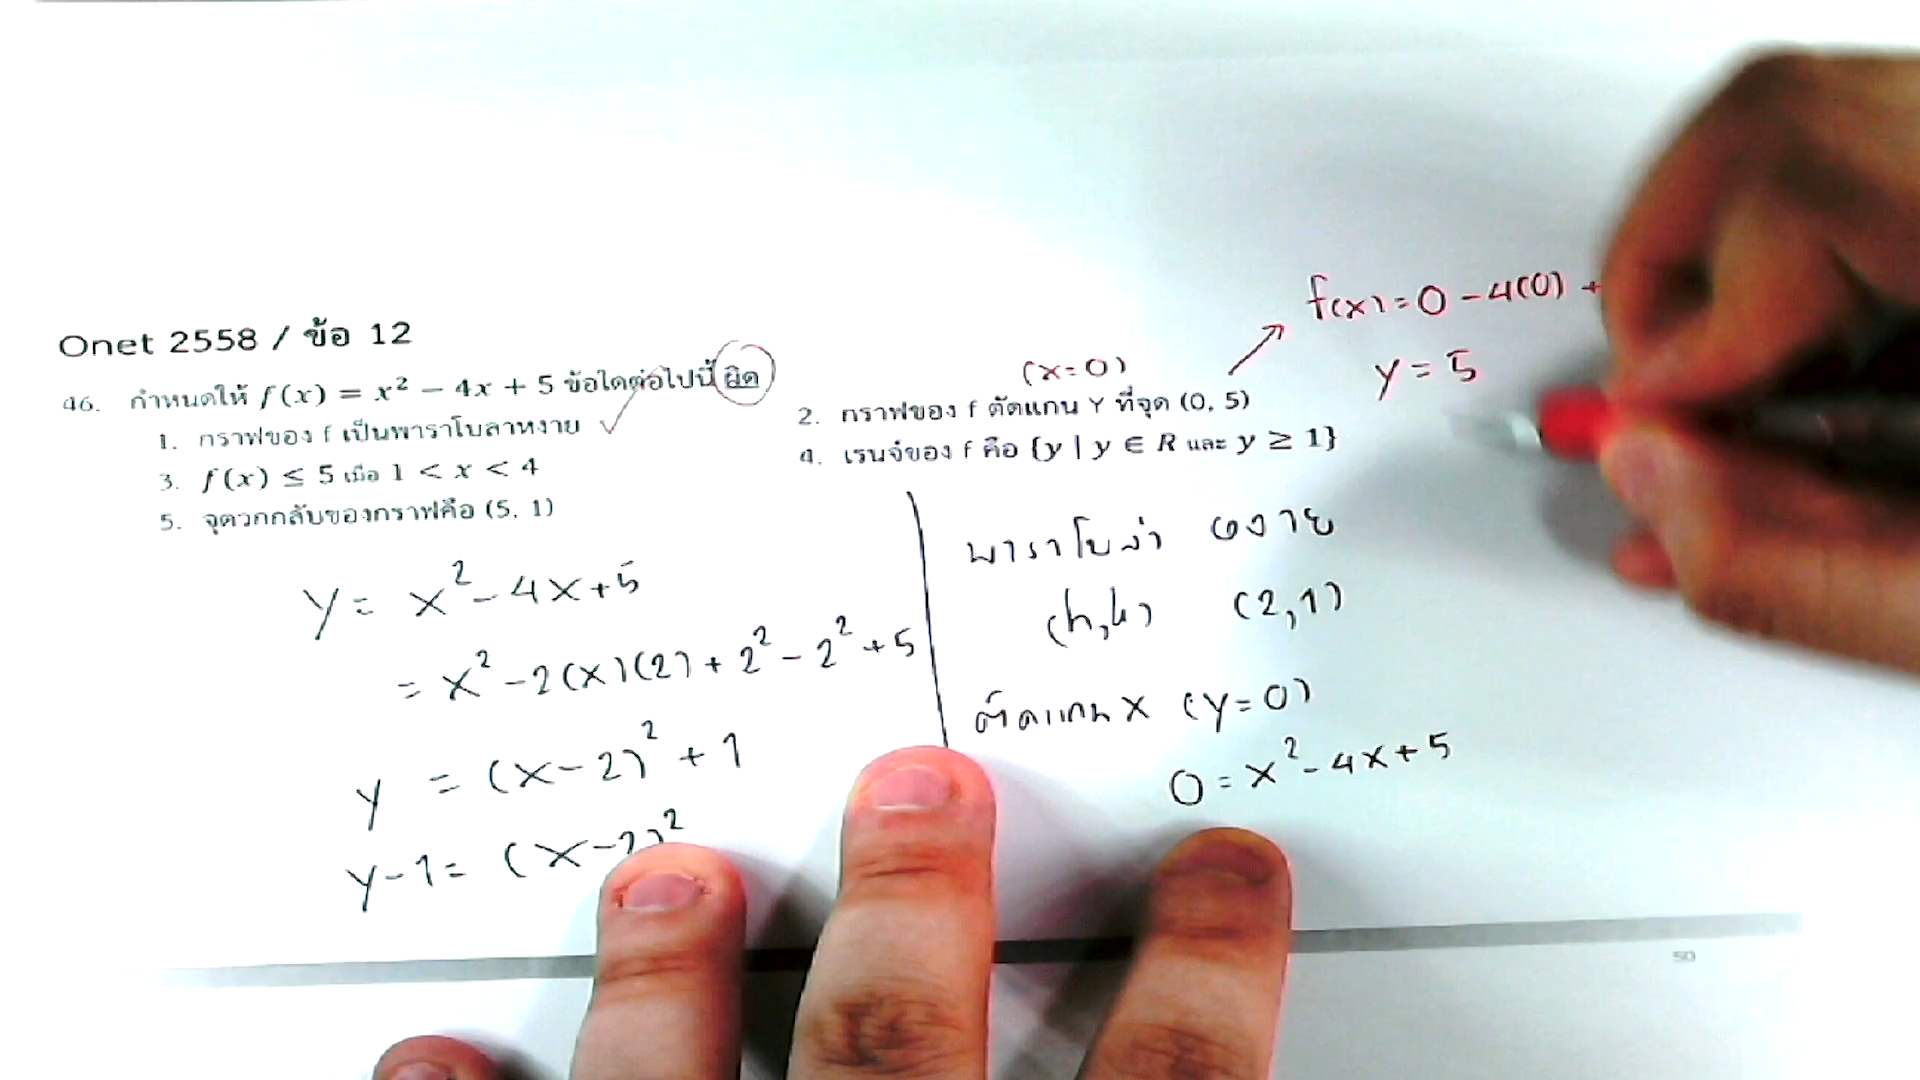 Onet 2558 / ข้อ 12
46. กำหนดให้ f(x) = x² − 4x + 5 ข้อใดต่อไปนี้ผิด
1. กราฟของ f เป็นพาราโบลาหงาย ✓
(x=0)
2. กราฟของ f ตัดแกน Y ที่จุด (0, 5)
3. f(x) ≤ 5 เมื่อ 1 < x < 4
4. เรนจ์ของ f คือ {y | y ∈ R และ y ≥ 1}
5. จุดวกกลับของกราฟคือ (5, 1)
f(x) = 0 - 4(0) +
y = 5
y = x² - 4x + 5
= x² - 2(x)(2) + 2² - 2² + 5
y = (x-2)² + 1
y-1 = (x-2)²
พาราโบล่า หงาย
(h,k) (2,1)
ตัดแกน x (y=0)
0 = x² - 4x + 5
50